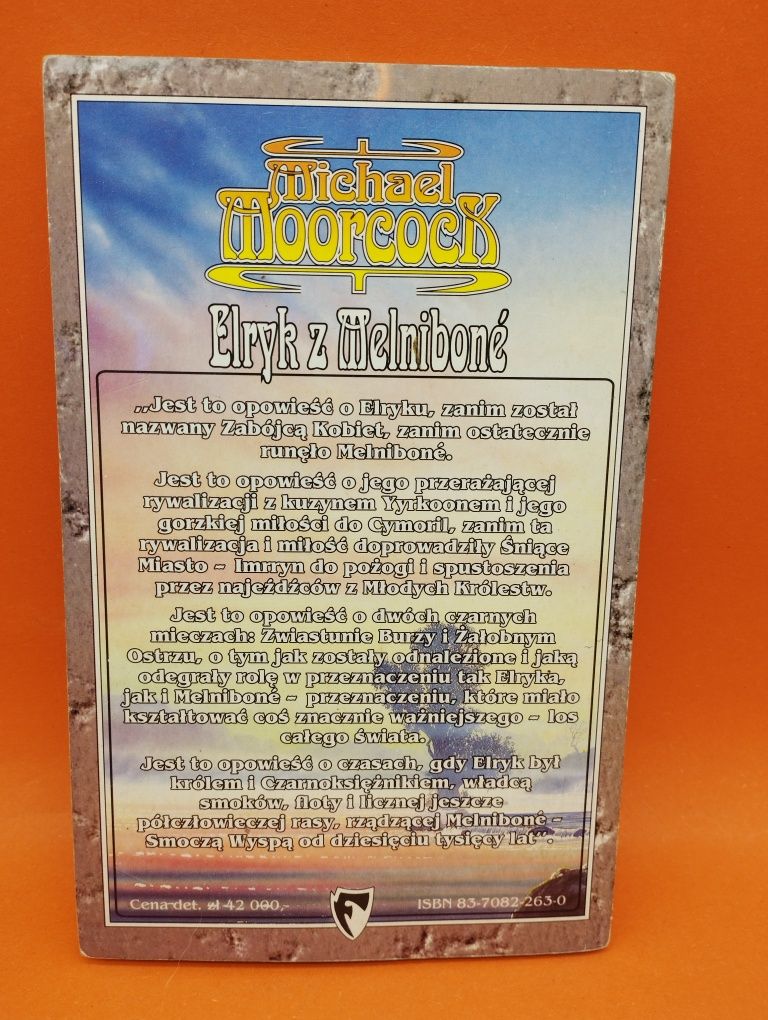 Michael
Moorcock
Elryk z Melniboné
„Jest to opowieść o Elryku, zanim został
nazwany Zabójcą Kobiet, zanim ostatecznie
runęło Melniboné.
Jest to opowieść o jego przerażającej
rywalizacji z kuzynem Yyrkoonem i jego
gorzkiej miłości do Cymoril, zanim ta
rywalizacja i miłość doprowadziły Śniące
Miasto – Imrryn do pożogi i spustoszenia
przez najeźdźców z Młodych Królestw.
Jest to opowieść o dwóch czarnych
mieczach: Zwiastunie Burzy i Żałobnym
Ostrzu, o tym jak zostały odnalezione i jaką
odegrały rolę w przeznaczeniu tak Elryka,
jak i Melniboné – przeznaczeniu, które miało
kształtować coś znacznie ważniejszego – los
całego świata.
Jest to opowieść o czasach, gdy Elryk był
królem i Czarnoksiężnikiem, władcą
smoków, floty i licznej jeszcze
półczłowieczej rasy, rządzącej Melniboné –
Smoczą Wyspą od dziesięciu tysięcy lat”.
Cena det. zł 42 000,-
F
ISBN 83-7082-263-0